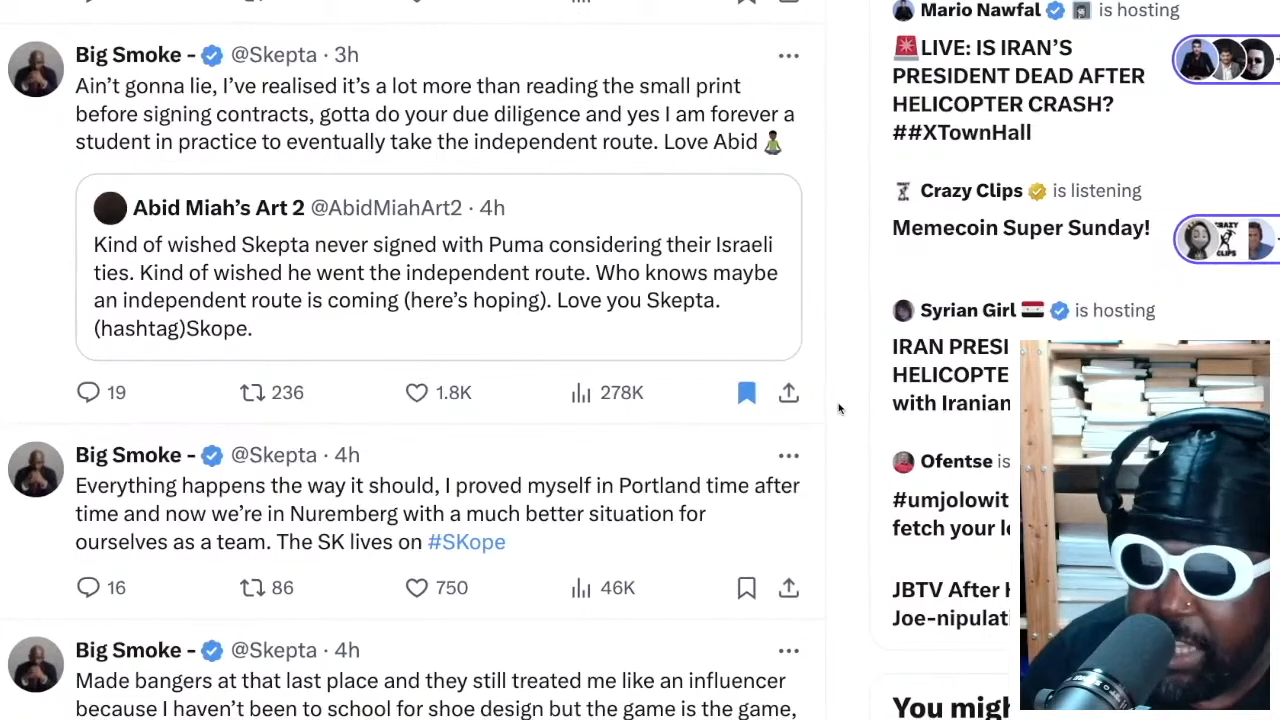 Big Smoke - @Skepta · 3h
Ain’t gonna lie, I’ve realised it’s a lot more than reading the small print
before signing contracts, gotta do your due diligence and yes I am forever a
student in practice to eventually take the independent route. Love Abid
Abid Miah’s Art 2 @AbidMiahArt2 · 4h
Kind of wished Skepta never signed with Puma considering their Israeli
ties. Kind of wished he went the independent route. Who knows maybe
an independent route is coming (here’s hoping). Love you Skepta.
(hashtag)Skope.
19 236 1.8K 278K
Big Smoke - @Skepta · 4h
Everything happens the way it should, I proved myself in Portland time after
time and now we’re in Nuremberg with a much better situation for
ourselves as a team. The SK lives on #SKope
16 86 750 46K
Big Smoke - @Skepta · 4h
Made bangers at that last place and they still treated me like an influencer
because I haven’t been to school for shoe design but the game is the game,
Mario Nawfal is hosting
LIVE: IS IRAN’S
PRESIDENT DEAD AFTER
HELICOPTER CRASH?
##XTownHall
Crazy Clips is listening
Memecoin Super Sunday!
CRAZY
CLIPS
Syrian Girl is hosting
IRAN PRESI
HELICOPTE
with Iranian
Ofentse is
#umjolowit
fetch your l
JBTV After
Joe-nipulati
You migh